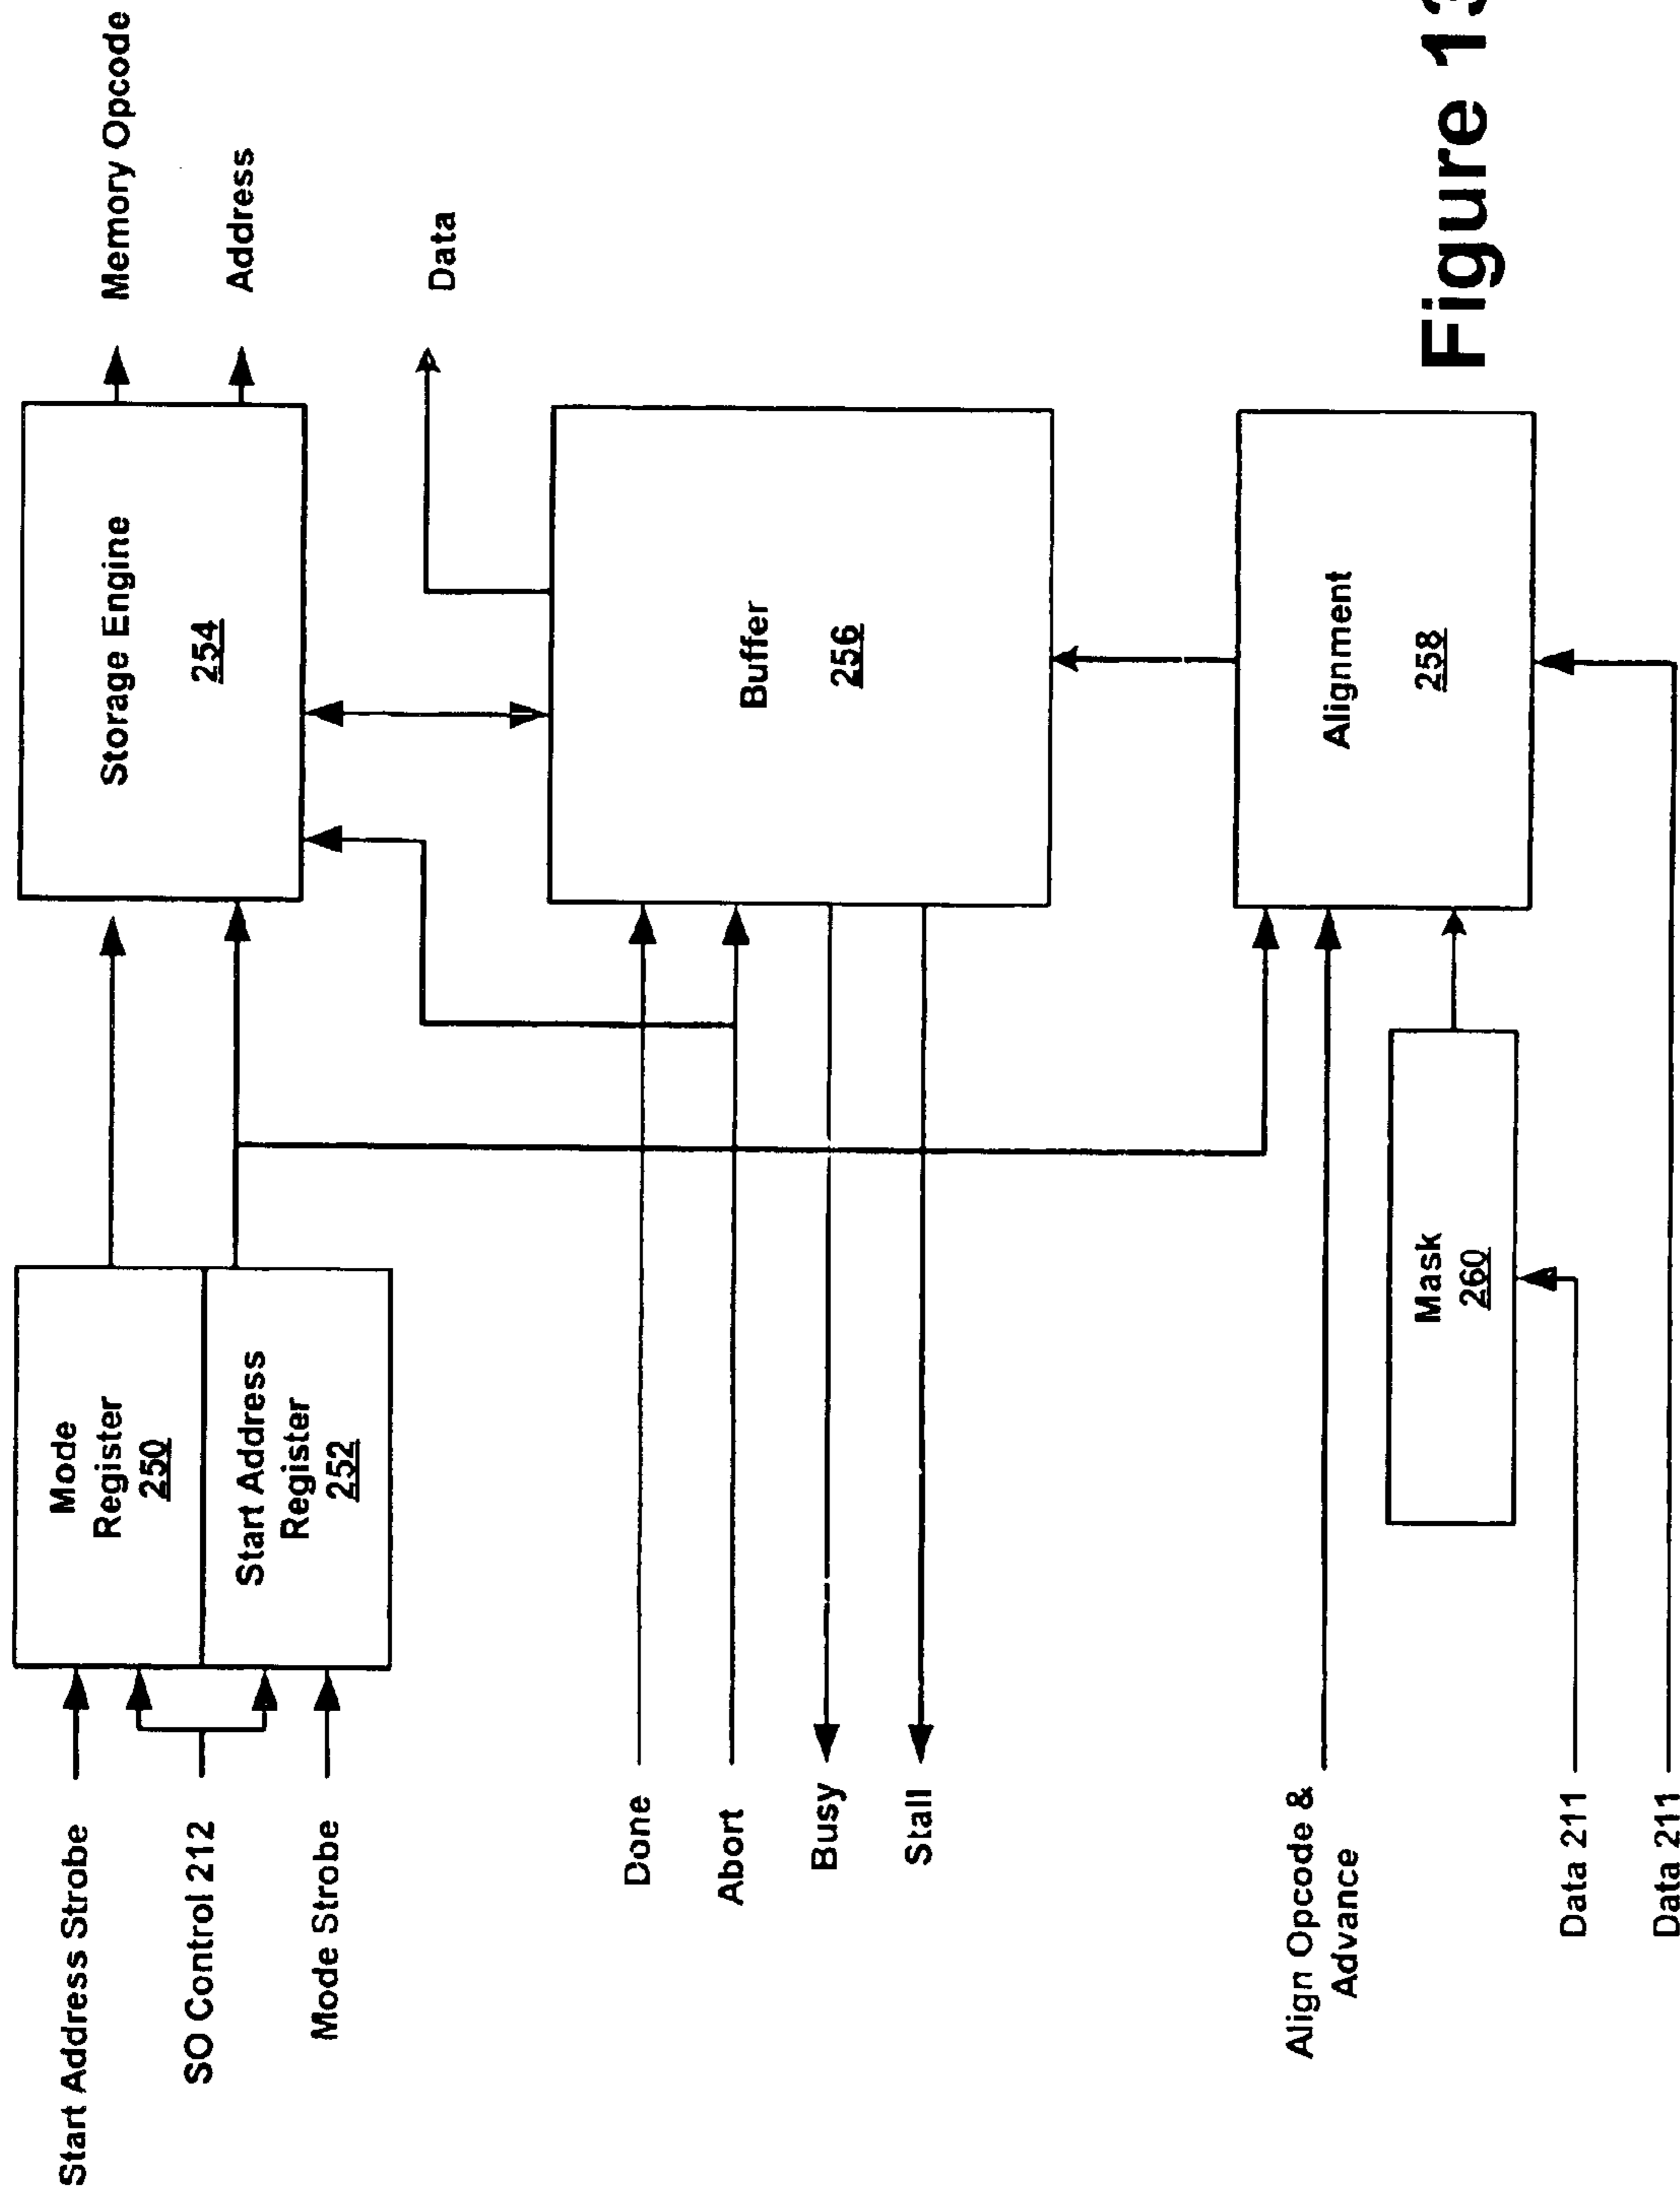 Start Address Strobe
SO Control 212
Mode Strobe
Mode
Register
250
Start Address
Register
252
Storage Engine
254
Memory Opcode
Address
Data
Done
Abort
Busy
Stall
Buffer
256
Align Opcode &
Advance
Alignment
258
Mask
260
Data 211
Data 211
Figure 13